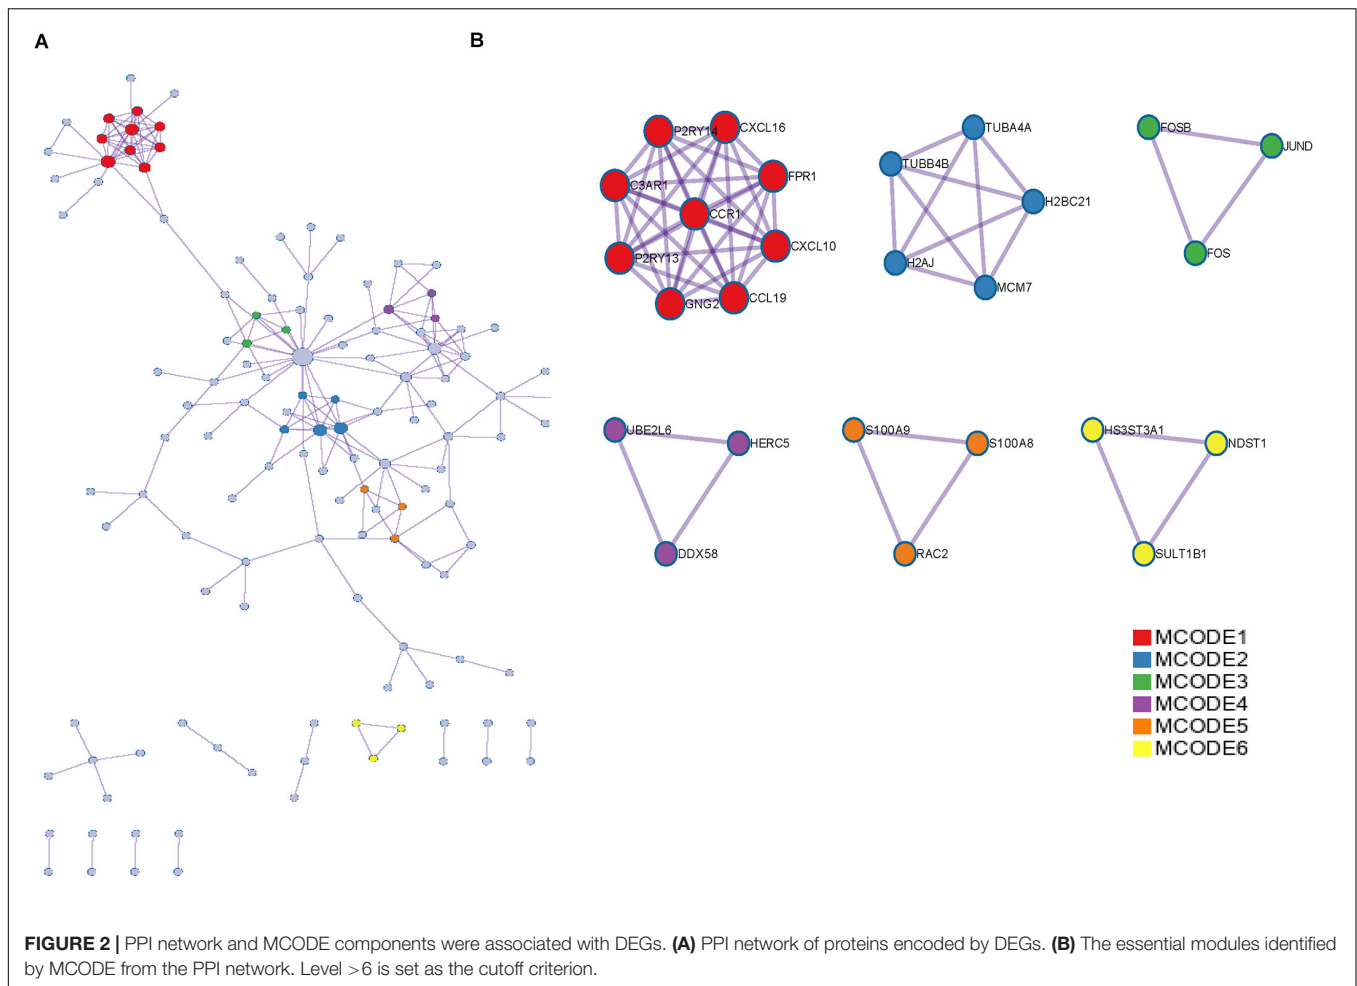 A
B
P2RY14
CXCL16
C3AR1
FPR1
CCR1
P2RY13
CXCL10
GNG2
CCL19
TUBA4A
TUBB4B
H2BC21
H2AJ
MCM7
FOSB
JUND
FOS
UBE2L6
HERC5
DDX58
S100A9
S100A8
RAC2
HS3ST3A1
NDST1
SULT1B1
MCODE1
MCODE2
MCODE3
MCODE4
MCODE5
MCODE6
FIGURE 2 | PPI network and MCODE components were associated with DEGs. (A) PPI network of proteins encoded by DEGs. (B) The essential modules identified
by MCODE from the PPI network. Level >6 is set as the cutoff criterion.